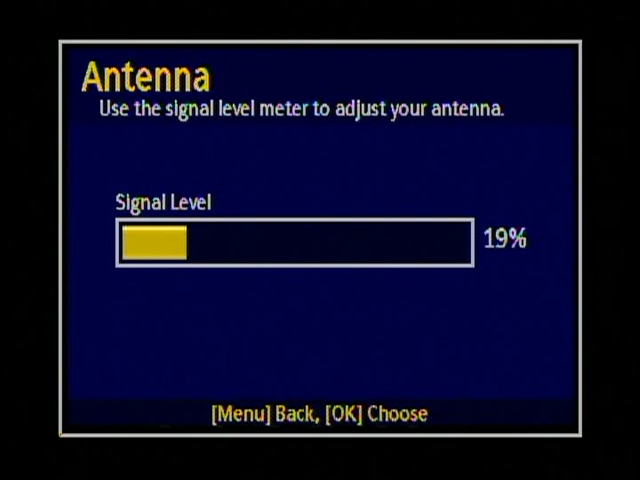 Antenna
Use the signal level meter to adjust your antenna.
Signal Level
19%
[Menu] Back, [OK] Choose